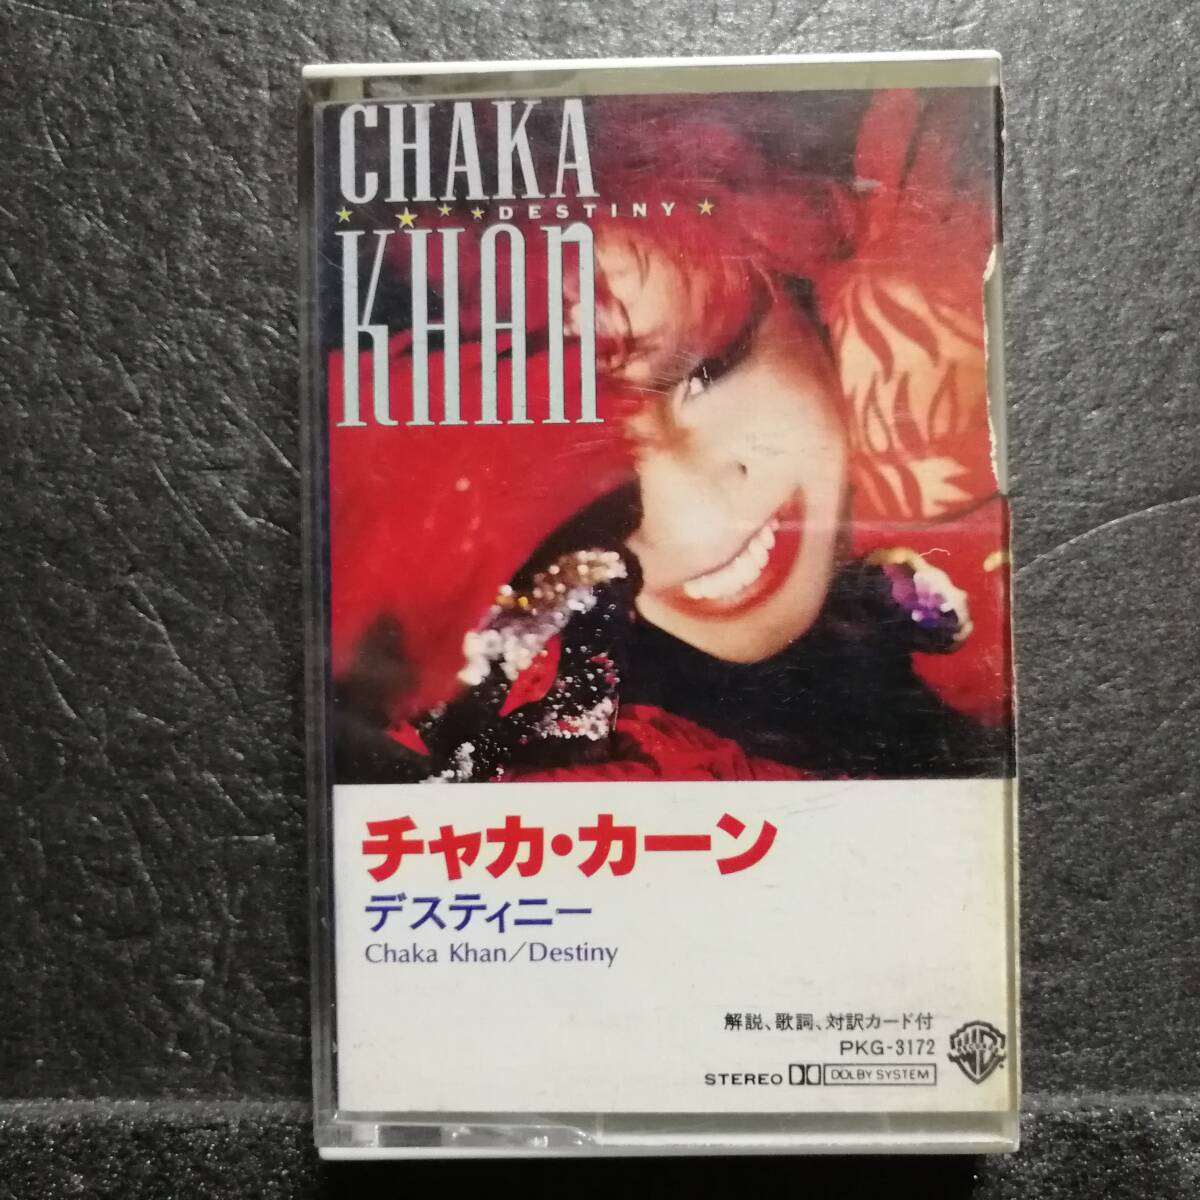 CHAKA
DESTINY
KHAN
チャカ・カーン
デスティニー
Chaka Khan/Destiny
解説、歌詞、対訳カード付
PKG-3172
STEREO DOLBY SYSTEM
RECORDS